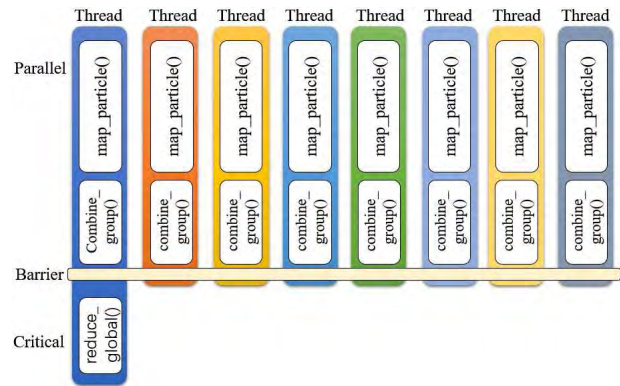 Thread Thread Thread Thread Thread Thread Thread Thread
Parallel
map_particle() map_particle() map_particle() map_particle() map_particle() map_particle() map_particle() map_particle()
Combine_
group()
combine_
group()
combine_
group()
combine_
group()
combine_
group()
combine_
group()
combine_
group()
combine_
group()
Barrier
Critical
reduce_
global()